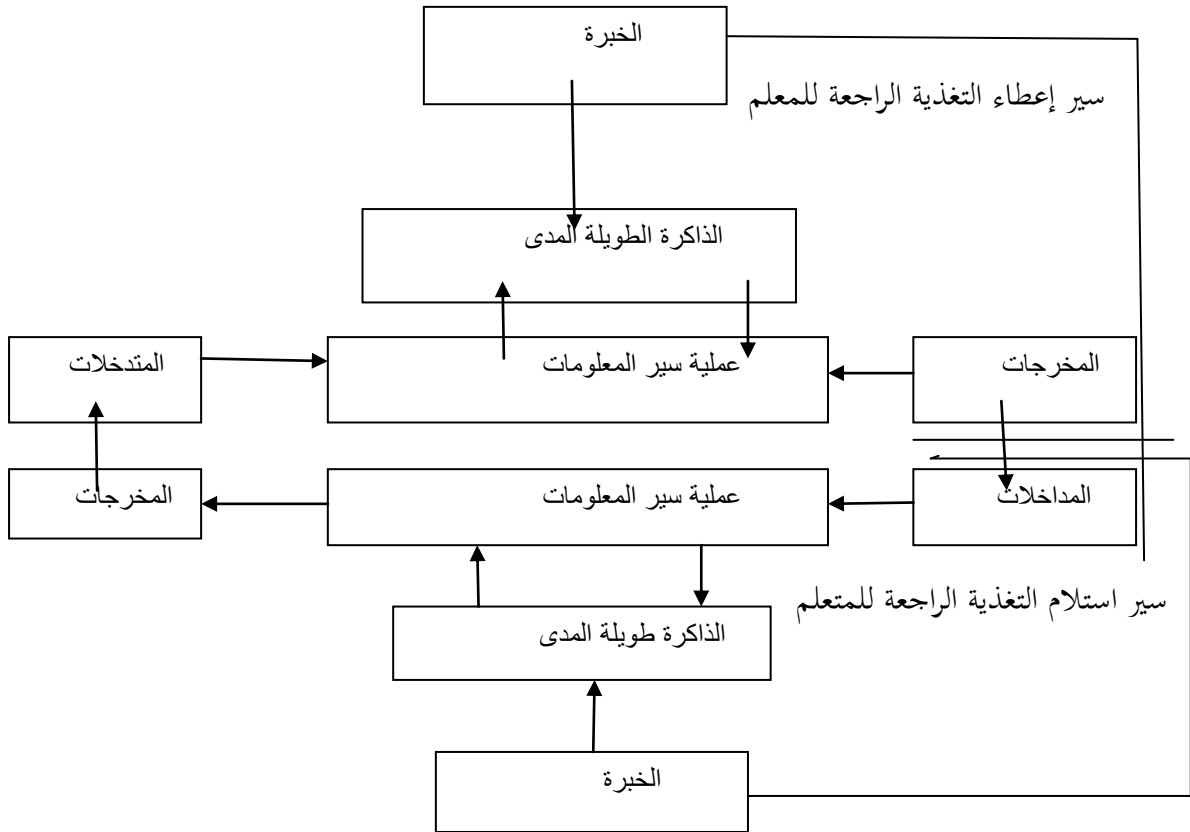 الخبرة
سير إعطاء التغذية الراجعة للمعلم
الذاكرة الطويلة المدى
المخرجات
عملية سير المعلومات
المتدخلات
المداخلات
عملية سير المعلومات
المخرجات
سير استلام التغذية الراجعة للمتعلم
الذاكرة طويلة المدى
الخبرة